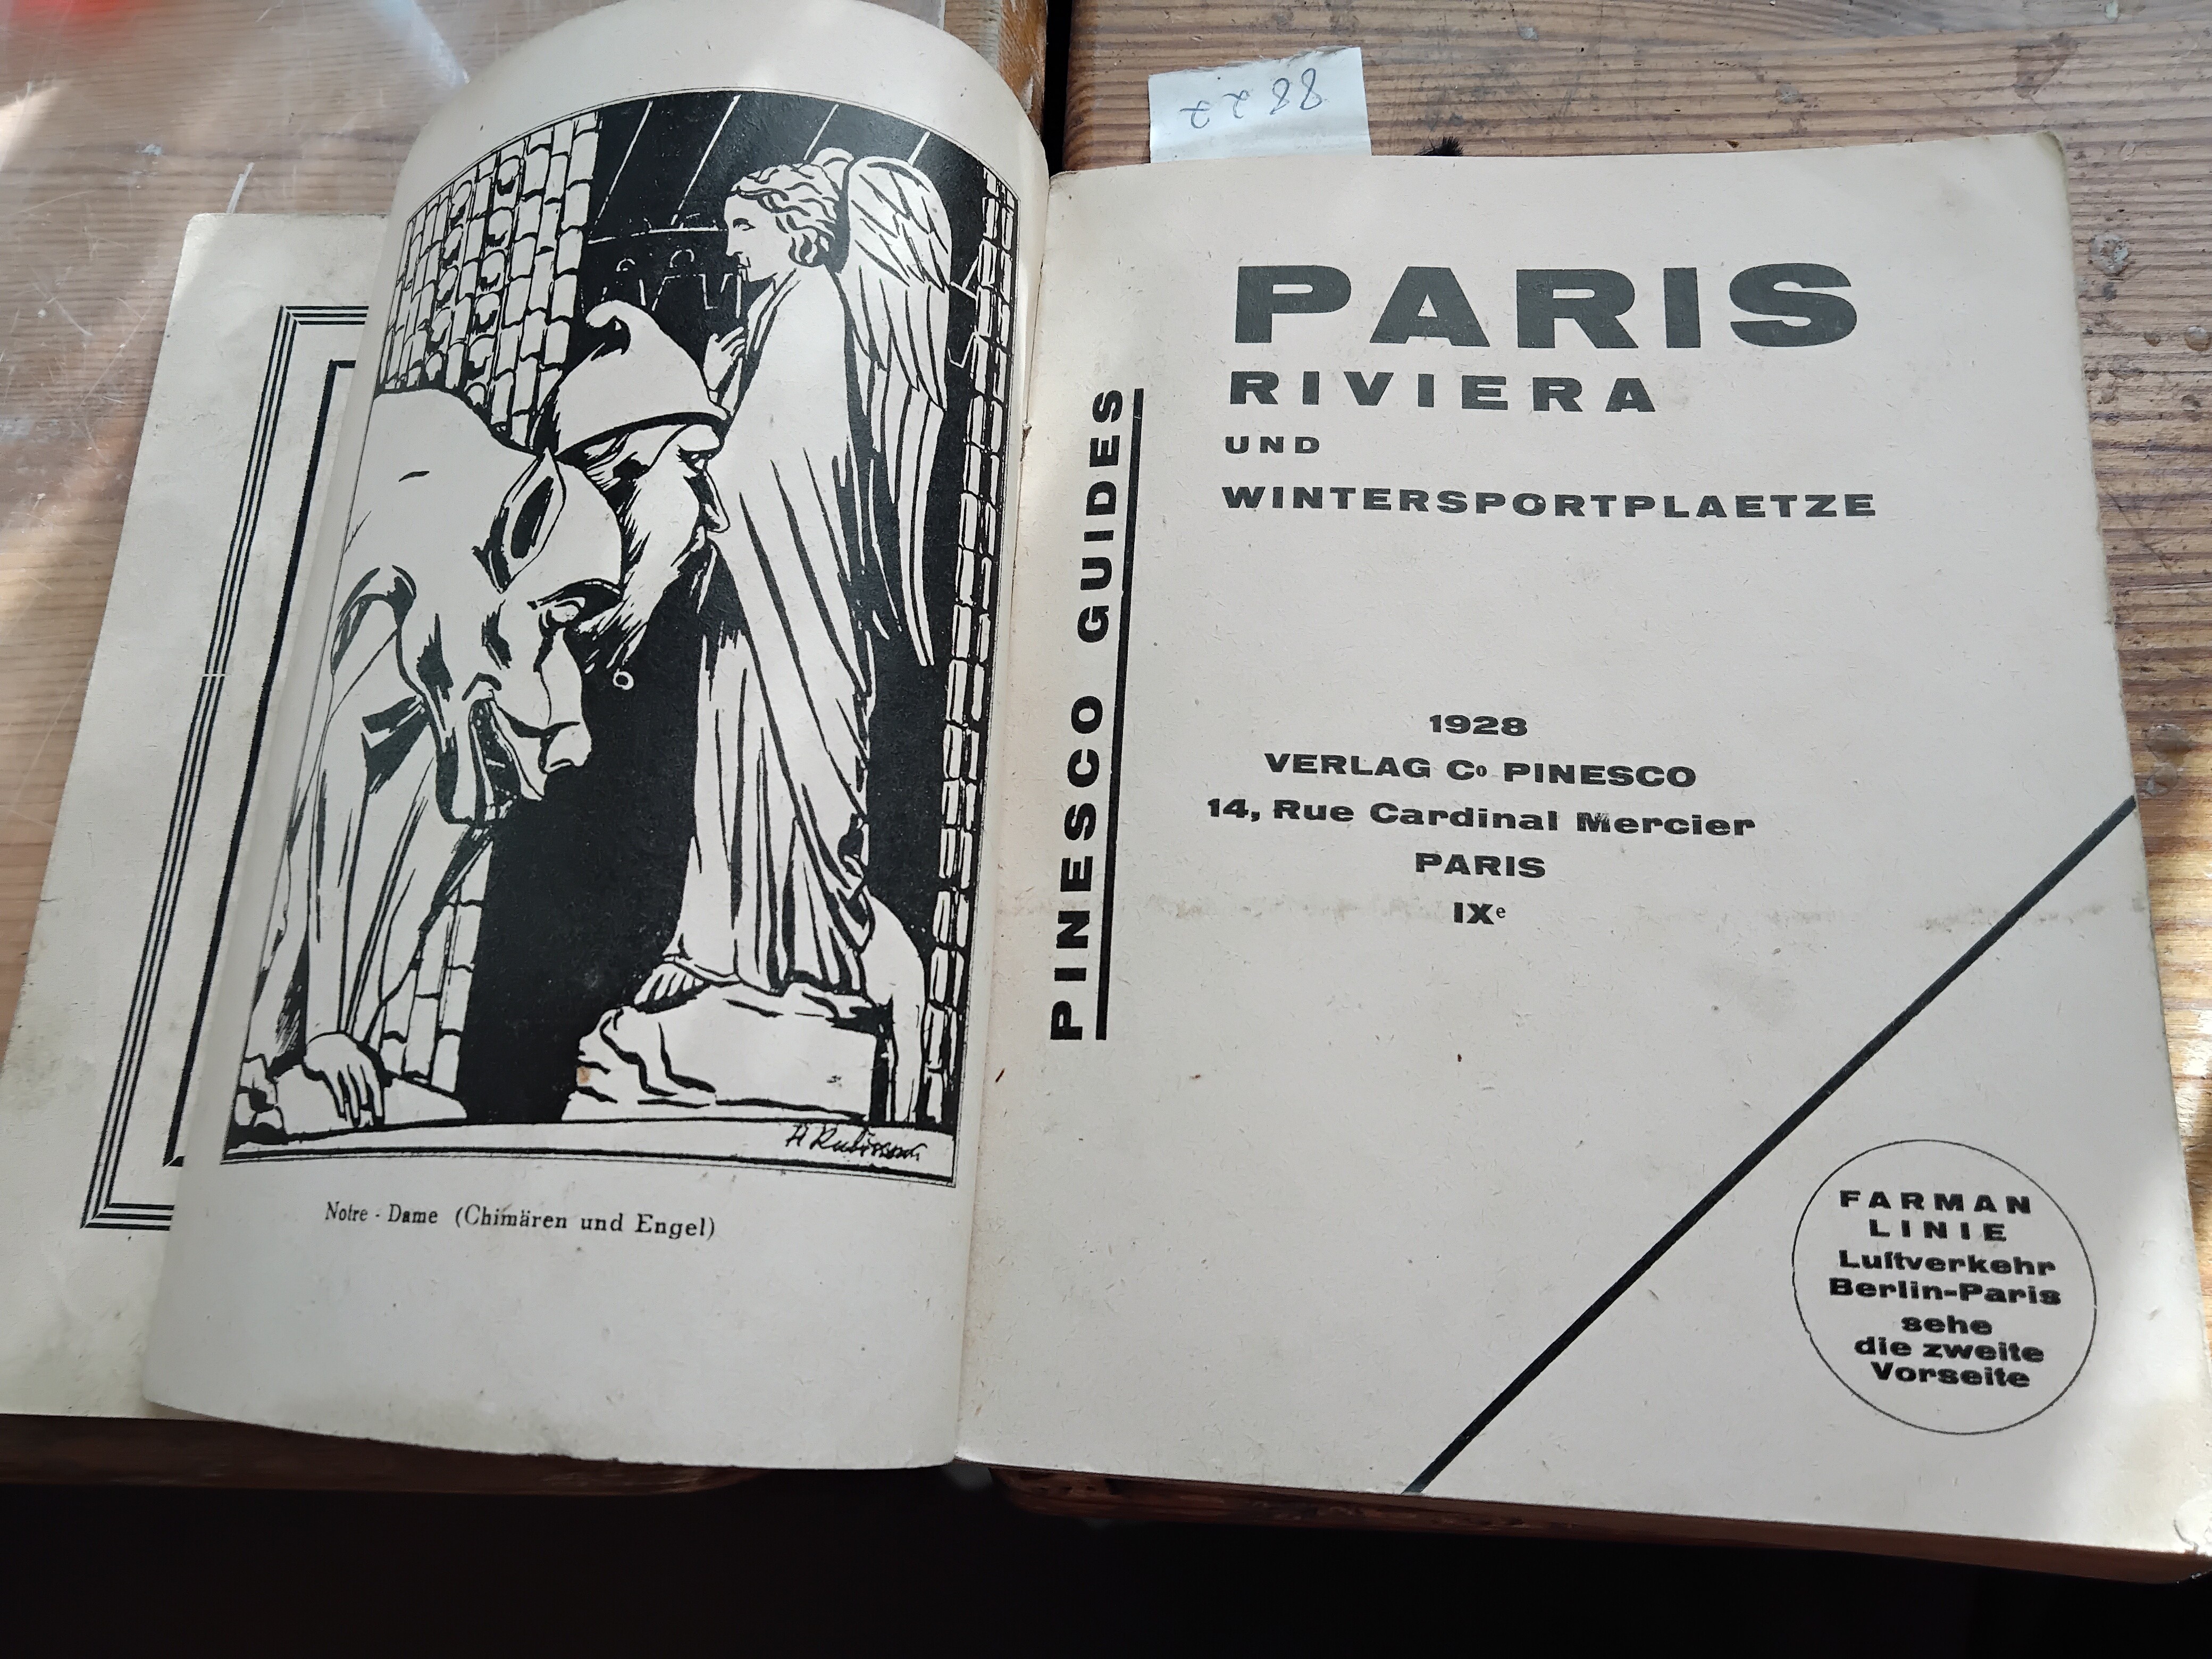 Notre - Dame (Chimären und Engel)
PINESCO GUIDES
PARIS
RIVIERA
UND
WINTERSPORTPLAETZE
1928
VERLAG Cº PINESCO
14, Rue Cardinal Mercier
PARIS
IXᵉ
FARMAN
LINIE
Luftverkehr
Berlin-Paris
sehe
die zweite
Vorseite